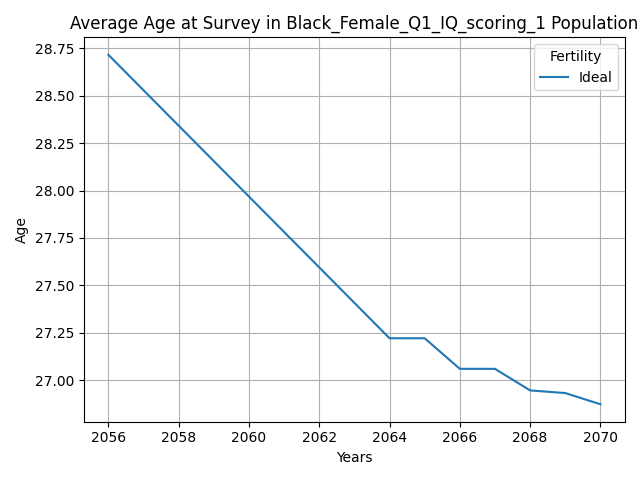 Average Age at Survey in Black_Female_Q1_IQ_scoring_1 Population
28.75
28.50
28.25
28.00
27.75
27.50
27.25
27.00
Age
Fertility
Ideal
2056 2058 2060 2062 2064 2066 2068 2070
Years